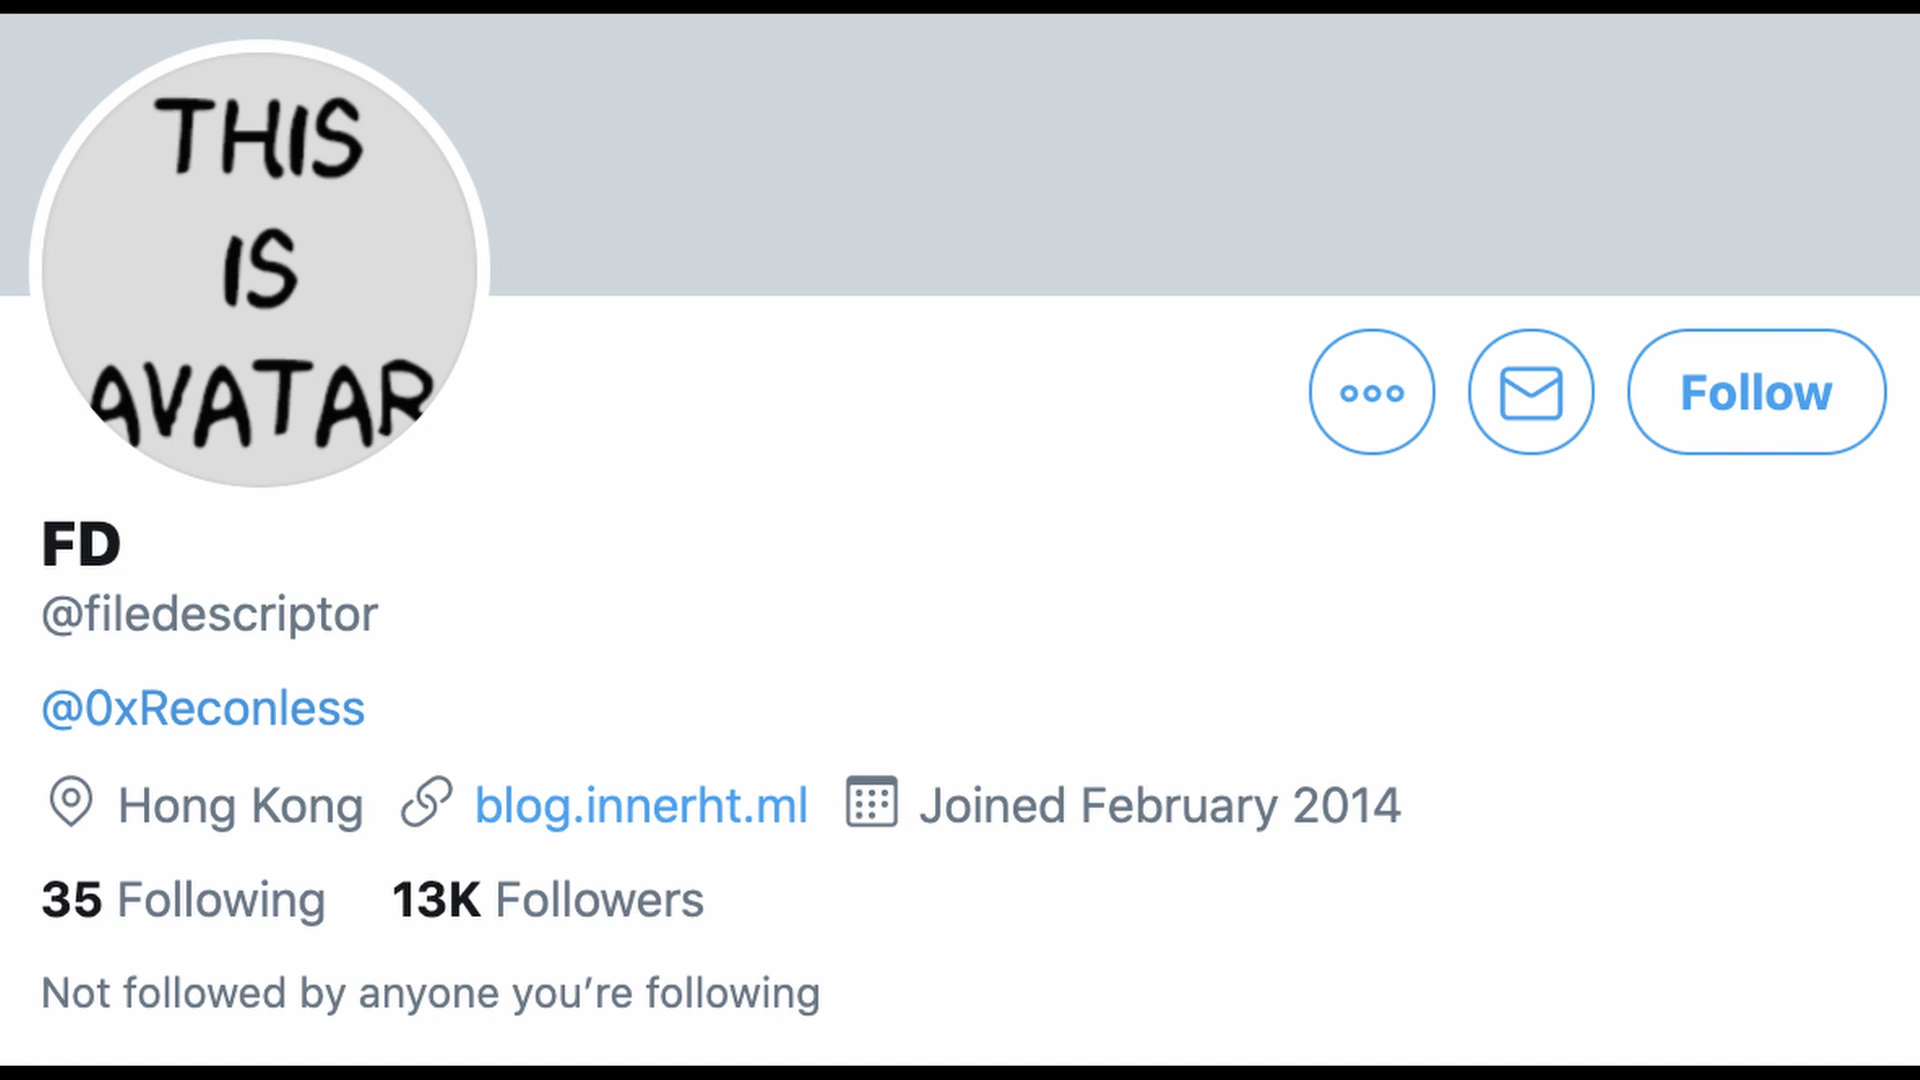 THIS
IS
AVATAR
Follow
FD
@filedescriptor
@0xReconless
Hong Kong blog.innerht.ml Joined February 2014
35 Following 13K Followers
Not followed by anyone you’re following